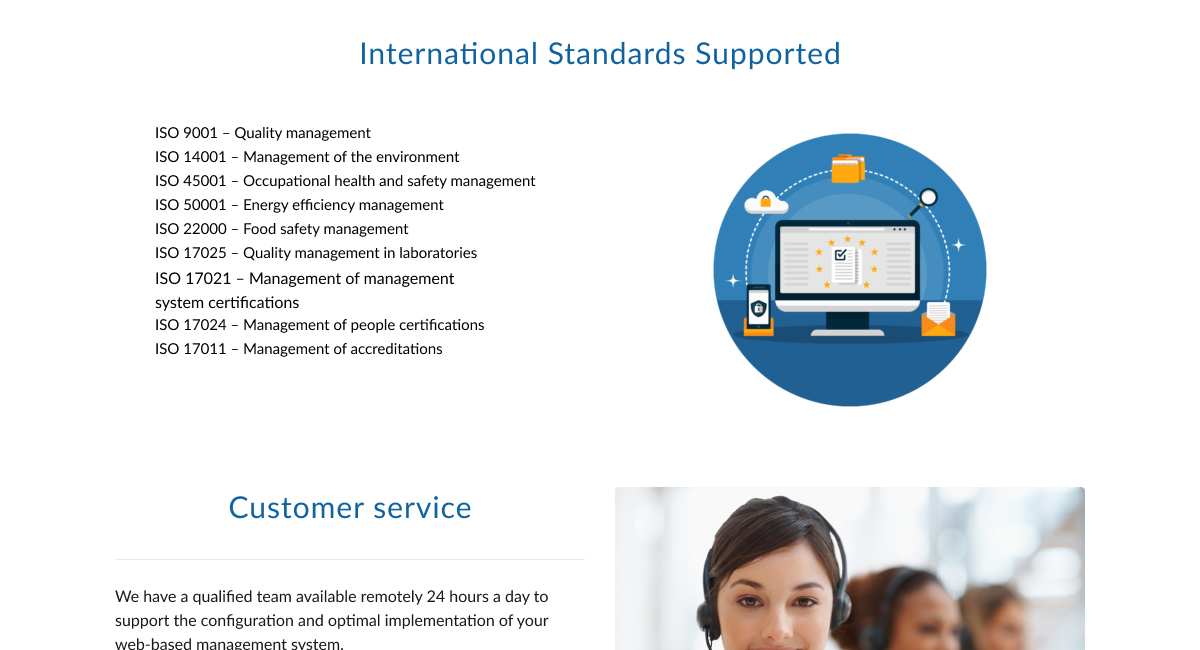 International Standards Supported
ISO 9001 – Quality management
ISO 14001 – Management of the environment
ISO 45001 – Occupational health and safety management
ISO 50001 – Energy efficiency management
ISO 22000 – Food safety management
ISO 17025 – Quality management in laboratories
ISO 17021 – Management of management
system certifications
ISO 17024 – Management of people certifications
ISO 17011 – Management of accreditations
Customer service
We have a qualified team available remotely 24 hours a day to
support the configuration and optimal implementation of your
web-based management system.